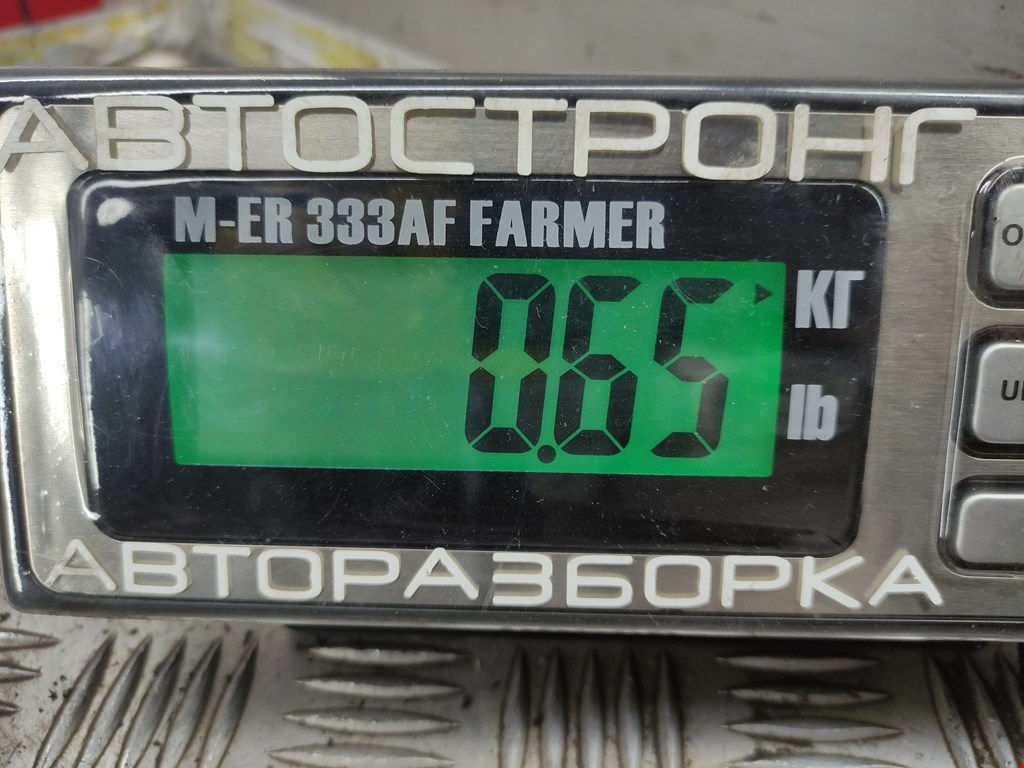 АВТОСТРОНГ
M-ER 333AF FARMER
0.65
КГ
lb
АВТОРАЗБОРКА